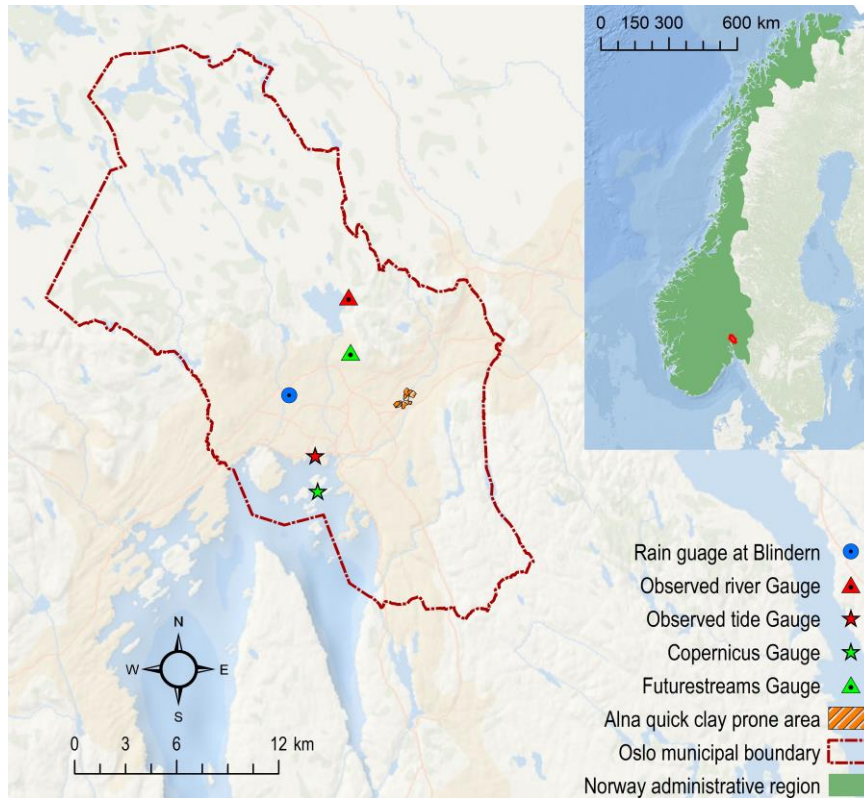 0 150 300 600 km
N
W E
S
0 3 6 12 km
Rain guage at Blindern
Observed river Gauge
Observed tide Gauge
Copernicus Gauge
Futurestreams Gauge
Alna quick clay prone area
Oslo municipal boundary
Norway administrative region